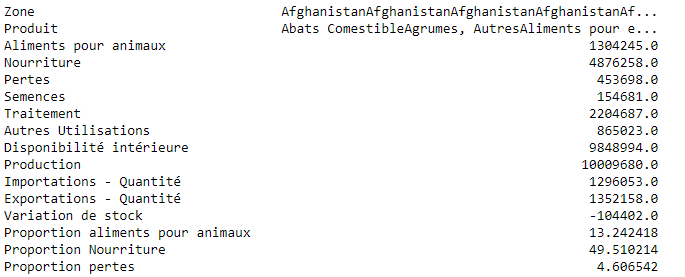 Zone AfghanistanAfghanistanAfghanistanAfghanistanAf...
Produit Abats ComestibleAgrumes, AutresAliments pour e...
Aliments pour animaux 1304245.0
Nourriture 4876258.0
Pertes 453698.0
Semences 154681.0
Traitement 2204687.0
Autres Utilisations 865023.0
Disponibilité intérieure 9848994.0
Production 10009680.0
Importations - Quantité 1296053.0
Exportations - Quantité 1352158.0
Variation de stock -104402.0
Proportion aliments pour animaux 13.242418
Proportion Nourriture 49.510214
Proportion pertes 4.606542